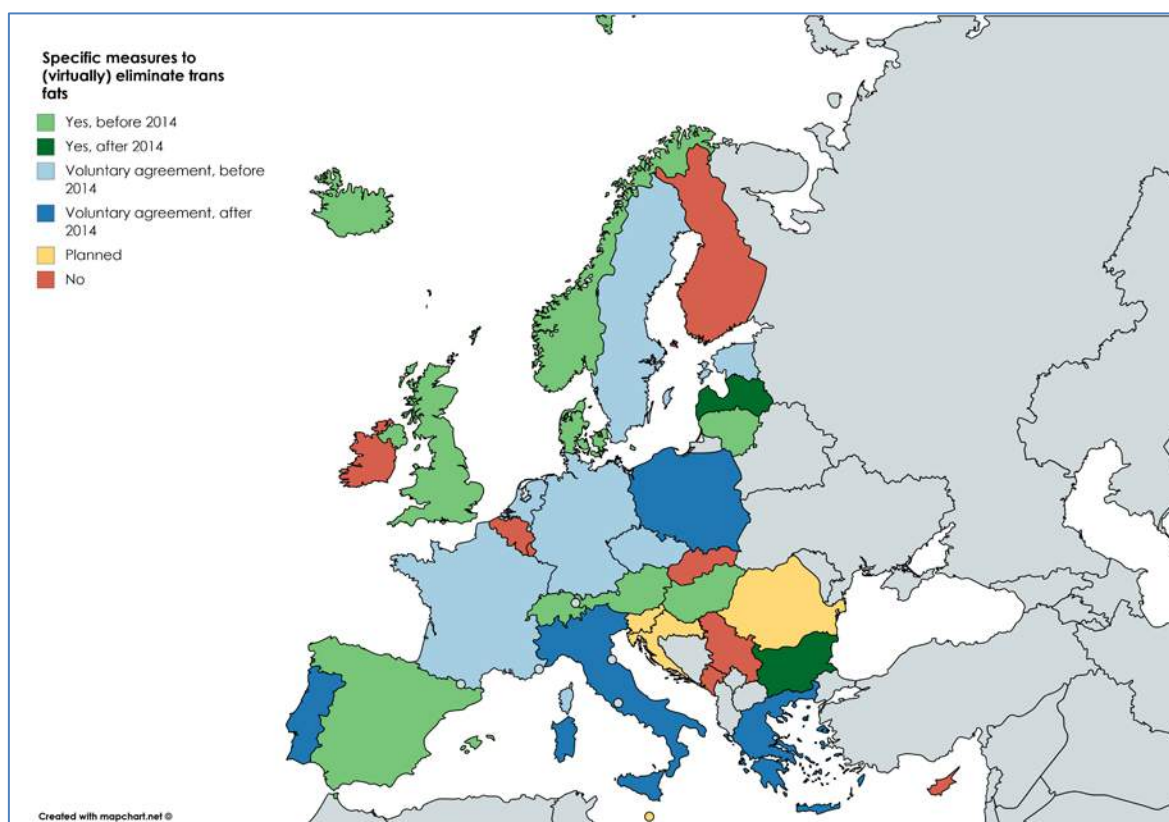 Specific measures to
(virtually) eliminate trans
fats
Yes, before 2014
Yes, after 2014
Voluntary agreement, before
2014
Voluntary agreement, after
2014
Planned
No
Created with mapchart.net ©